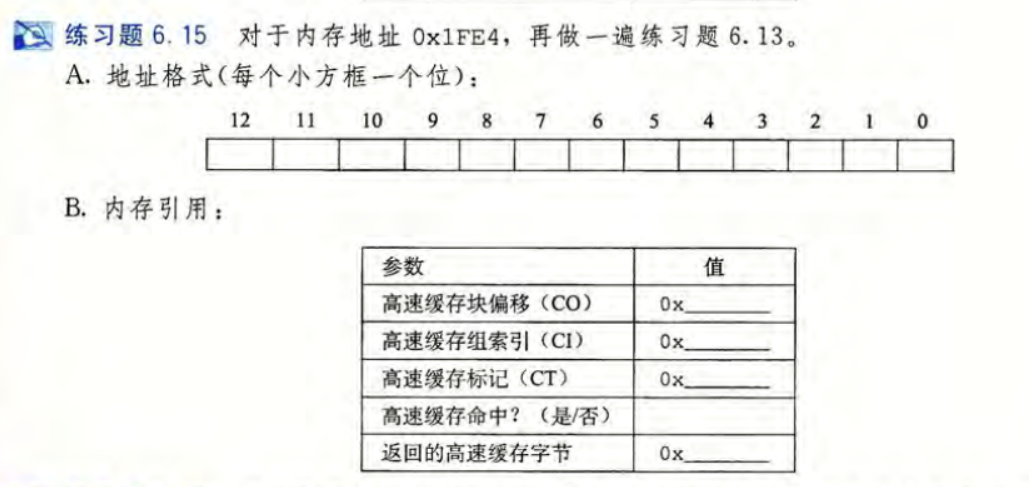 练习题 6.15 对于内存地址 0x1FE4，再做一遍练习题 6.13。
A. 地址格式(每个小方框一个位)：
12 11 10 9 8 7 6 5 4 3 2 1 0
B. 内存引用：
参数 值
高速缓存块偏移（CO） 0x________
高速缓存组索引（CI） 0x________
高速缓存标记（CT） 0x________
高速缓存命中？（是/否）
返回的高速缓存字节 0x________